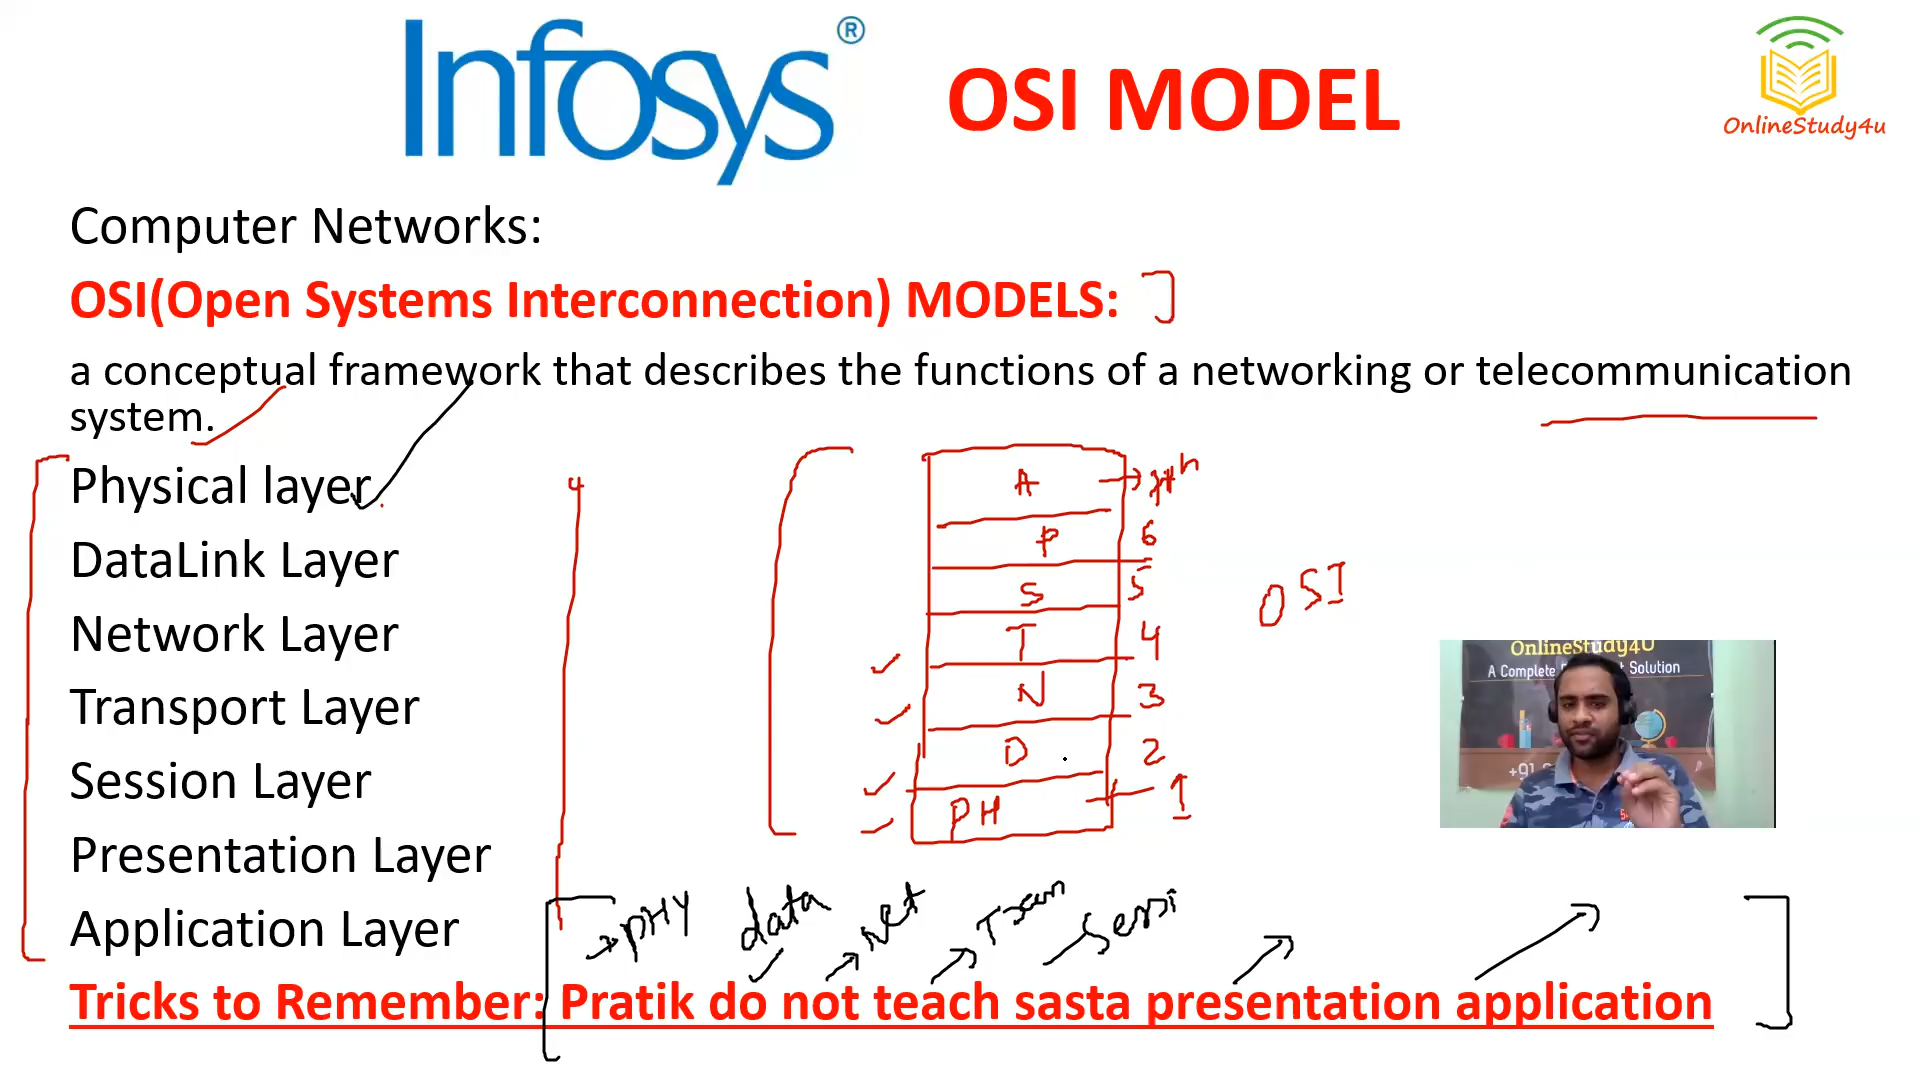 Infosys®
OSI MODEL
OnlineStudy4u
Computer Networks:
OSI(Open Systems Interconnection) MODELS:
a conceptual framework that describes the functions of a networking or telecommunication
system.
Physical layer
DataLink Layer
Network Layer
Transport Layer
Session Layer
Presentation Layer
Application Layer
A
P 6
S 5
T 4
N 3
D 2
PH 1
OSI
OnlineStudy4U
A Complete
Solution
+91
PHY data Net
Tricks to Remember: Pratik do not teach sasta presentation application